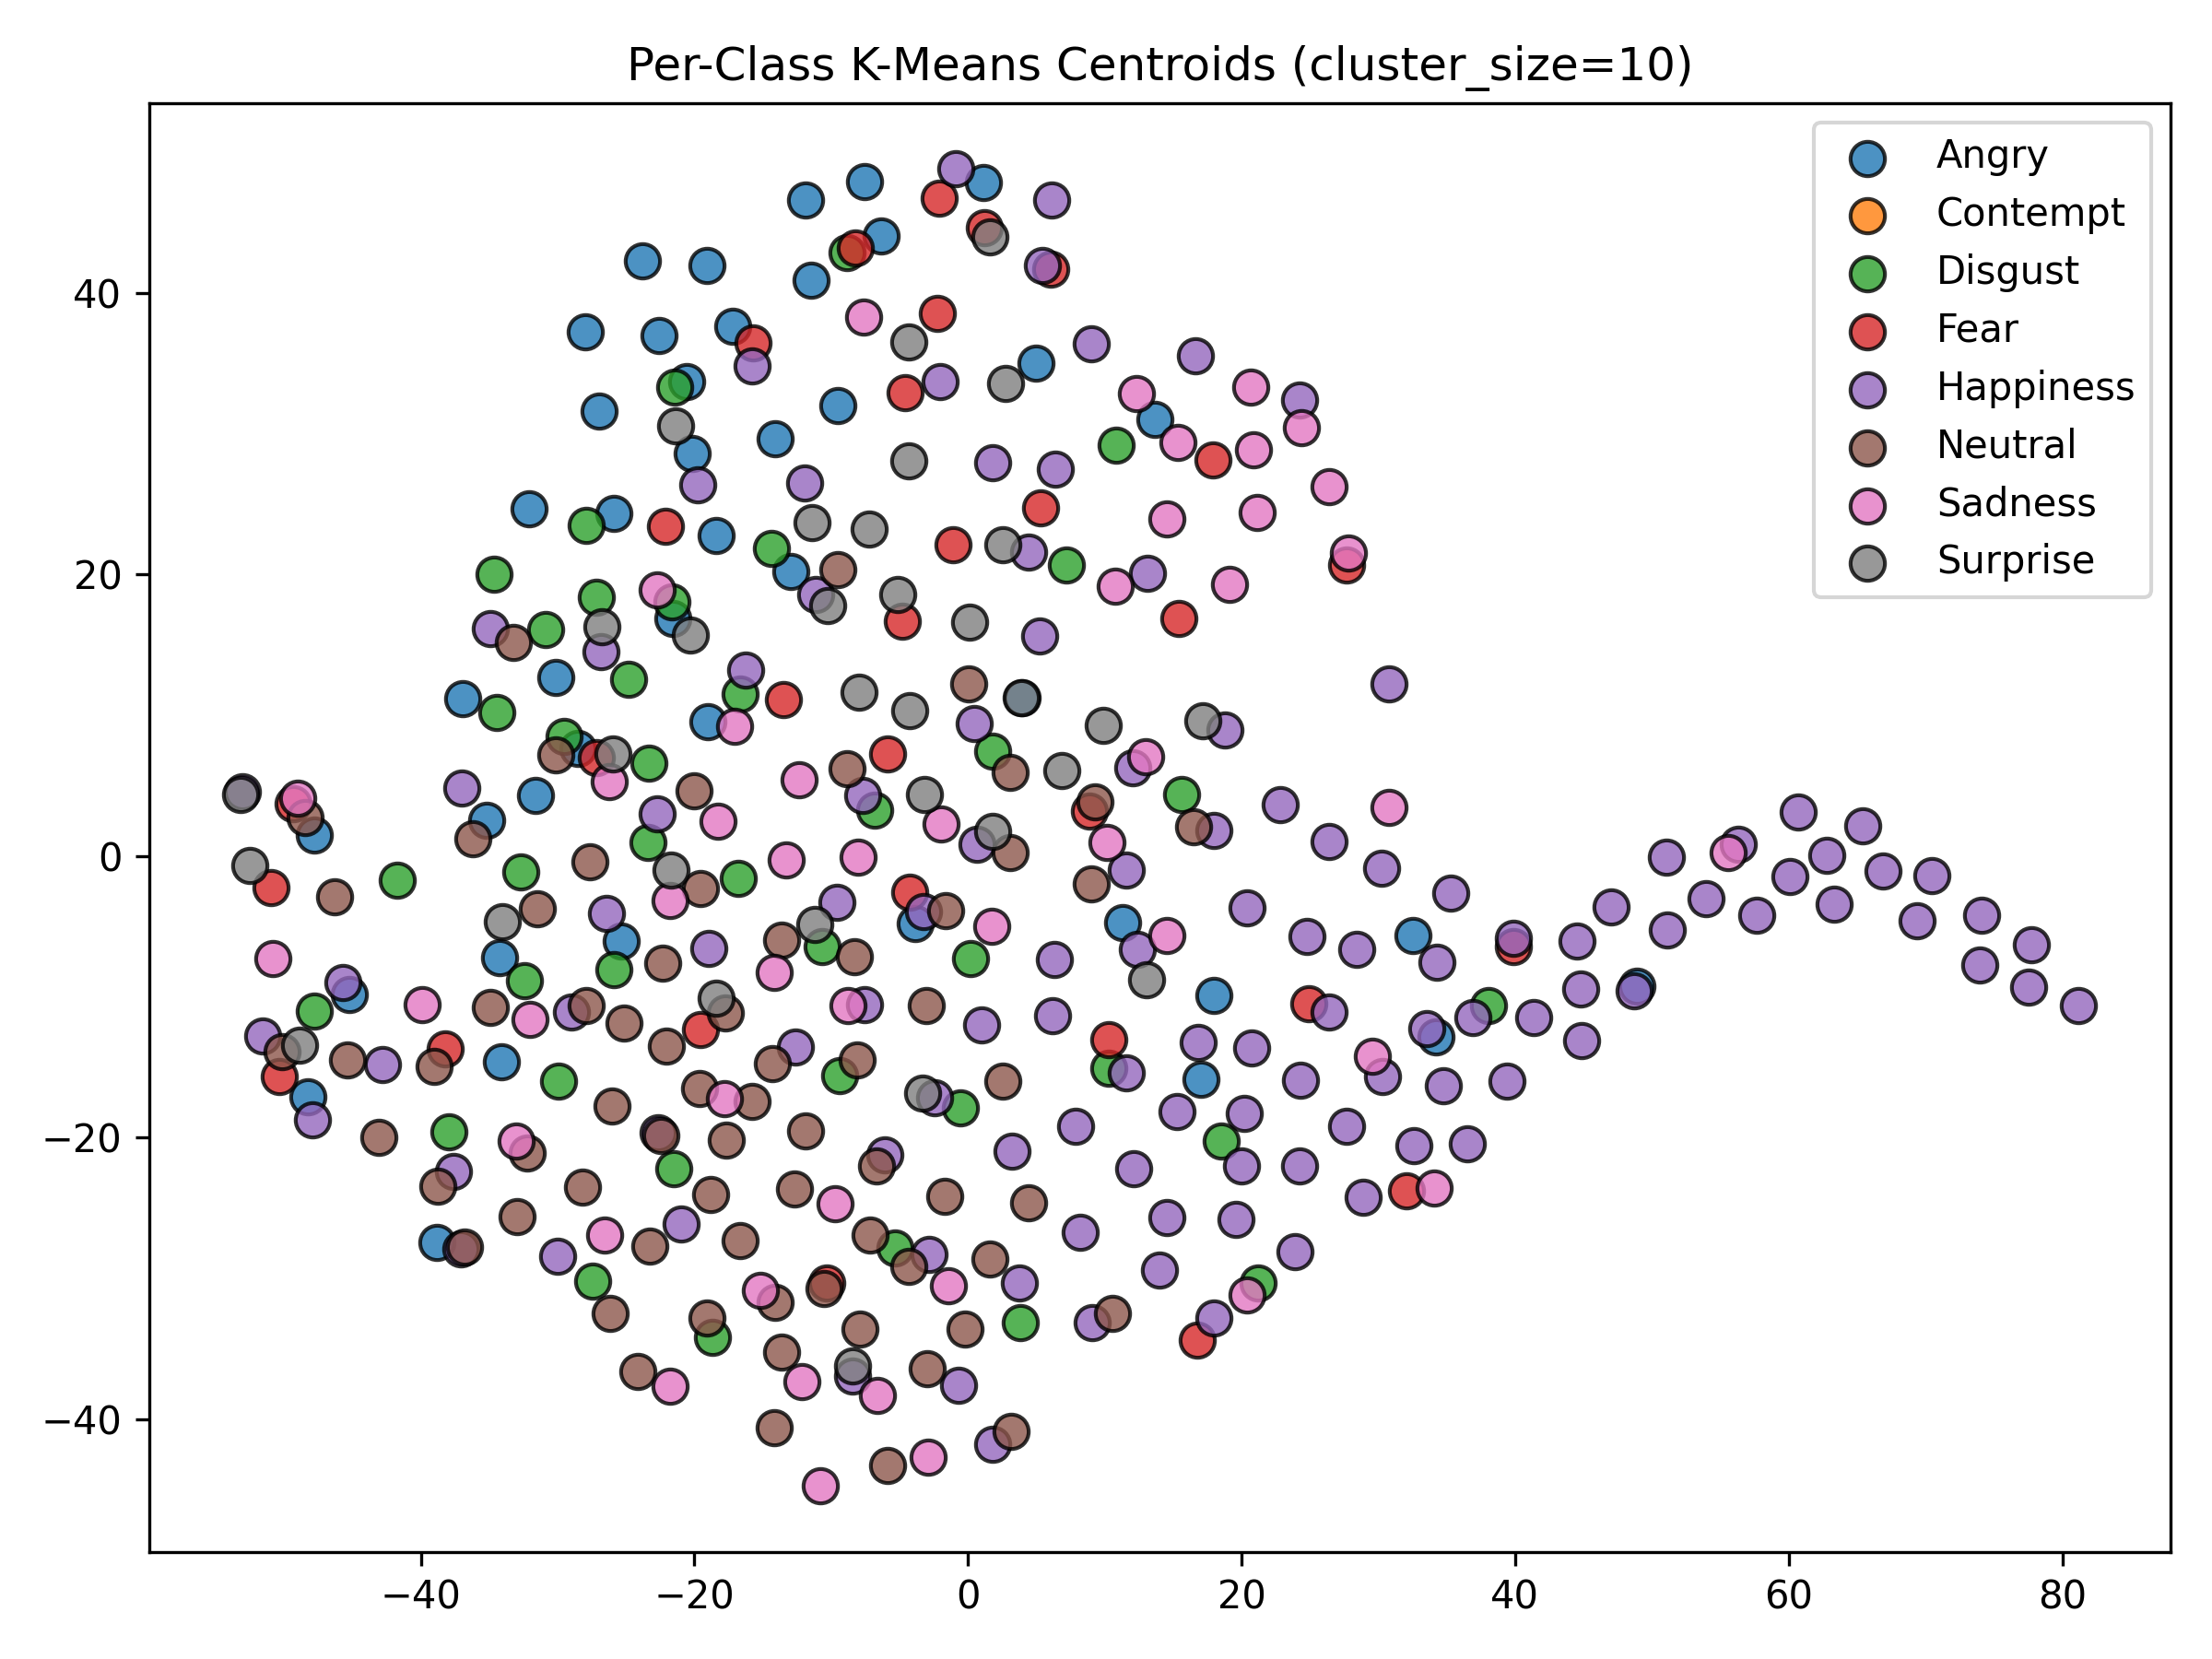 Per-Class K-Means Centroids (cluster_size=10)
Angry
Contempt
Disgust
Fear
Happiness
Neutral
Sadness
Surprise
40
20
0
−20
−40
−40
−20
0
20
40
60
80